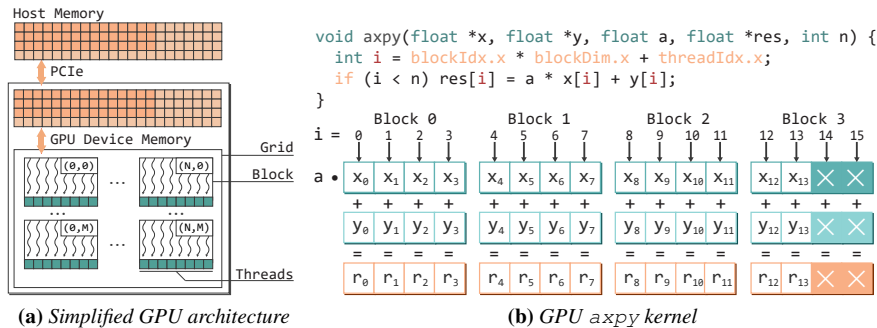 Host Memory
PCIe
GPU Device Memory
Grid
(0,0) ... (N,0)
Block
... ...
(0,M) ... (N,M)
Threads
(a) Simplified GPU architecture
void axpy(float *x, float *y, float a, float *res, int n) {
int i = blockIdx.x * blockDim.x + threadIdx.x;
if (i < n) res[i] = a * x[i] + y[i];
}
Block 0 Block 1 Block 2 Block 3
i = 0 1 2 3 4 5 6 7 8 9 10 11 12 13 14 15
a • x₀ x₁ x₂ x₃ x₄ x₅ x₆ x₇ x₈ x₉ x₁₀ x₁₁ x₁₂ x₁₃
+ + + + + + + + + + + + + + + +
y₀ y₁ y₂ y₃ y₄ y₅ y₆ y₇ y₈ y₉ y₁₀ y₁₁ y₁₂ y₁₃
= = = = = = = = = = = = = = = =
r₀ r₁ r₂ r₃ r₄ r₅ r₆ r₇ r₈ r₉ r₁₀ r₁₁ r₁₂ r₁₃
(b) GPU axpy kernel